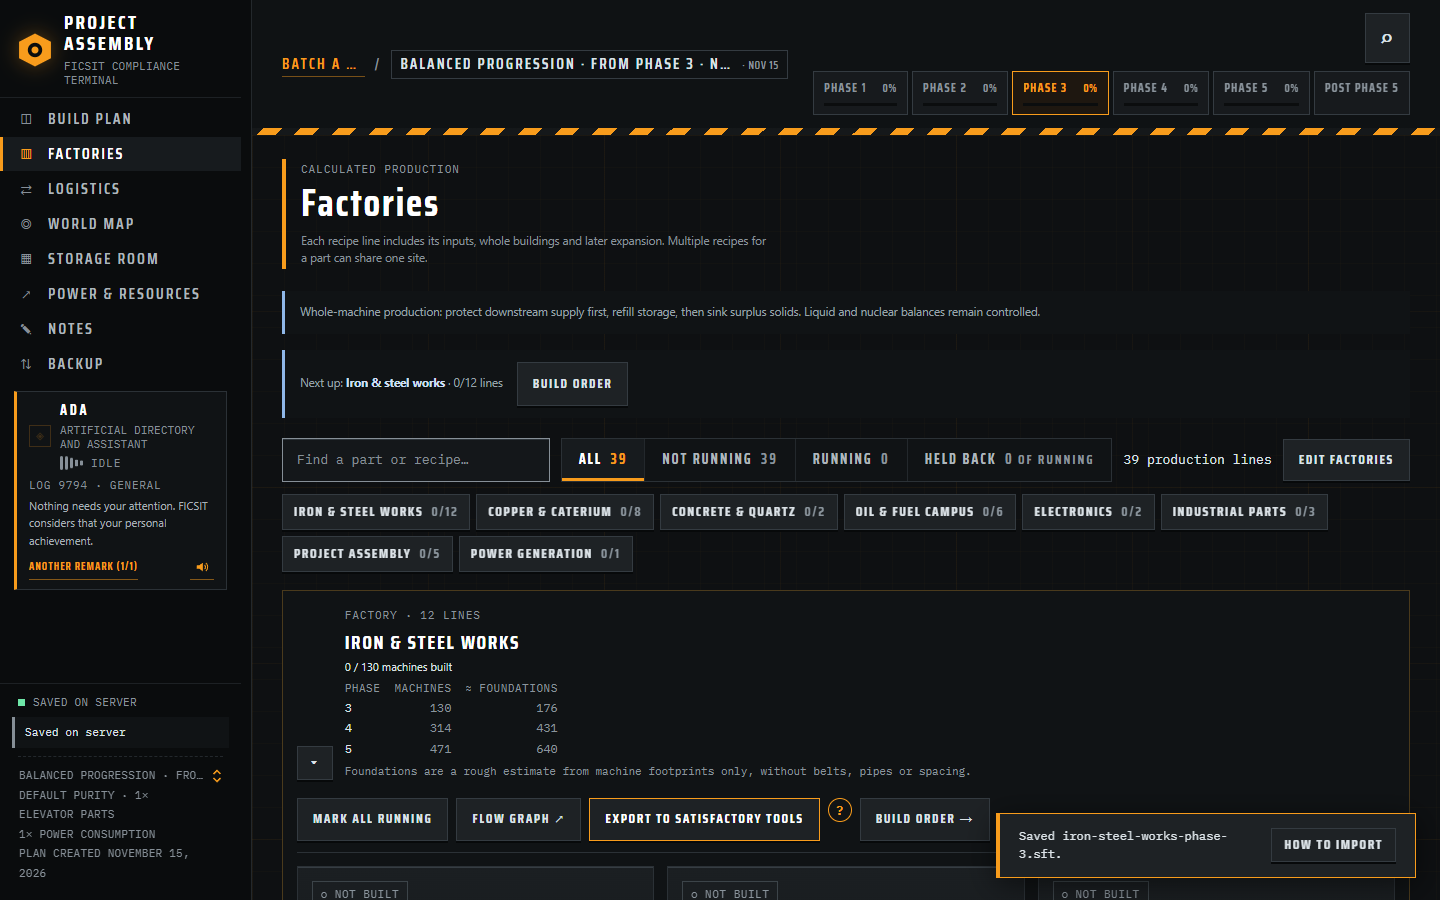 PROJECT
ASSEMBLY
FICSIT COMPLIANCE
TERMINAL
BUILD PLAN
FACTORIES
LOGISTICS
WORLD MAP
STORAGE ROOM
POWER & RESOURCES
NOTES
BACKUP
ADA
ARTIFICIAL DIRECTORY
AND ASSISTANT
IDLE
LOG 9794 · GENERAL
Nothing needs your attention. FICSIT
considers that your personal
achievement.
ANOTHER REMARK (1/1)
SAVED ON SERVER
Saved on server
BALANCED PROGRESSION · FRO…
DEFAULT PURITY · 1×
ELEVATOR PARTS
1× POWER CONSUMPTION
PLAN CREATED NOVEMBER 15,
2026
BATCH A … / BALANCED PROGRESSION · FROM PHASE 3 · N… · NOV 15
PHASE 1 0% PHASE 2 0% PHASE 3 0% PHASE 4 0% PHASE 5 0% POST PHASE 5
CALCULATED PRODUCTION
Factories
Each recipe line includes its inputs, whole buildings and later expansion. Multiple recipes for
a part can share one site.
Whole-machine production: protect downstream supply first, refill storage, then sink surplus solids. Liquid and nuclear balances remain controlled.
Next up: Iron & steel works · 0/12 lines BUILD ORDER
Find a part or recipe… ALL 39 NOT RUNNING 39 RUNNING 0 HELD BACK 0 OF RUNNING 39 production lines EDIT FACTORIES
IRON & STEEL WORKS 0/12 COPPER & CATERIUM 0/8 CONCRETE & QUARTZ 0/2 OIL & FUEL CAMPUS 0/6 ELECTRONICS 0/2 INDUSTRIAL PARTS 0/3
PROJECT ASSEMBLY 0/5 POWER GENERATION 0/1
FACTORY · 12 LINES
IRON & STEEL WORKS
0 / 130 machines built
PHASE MACHINES ≈ FOUNDATIONS
3 130 176
4 314 431
5 471 640
Foundations are a rough estimate from machine footprints only, without belts, pipes or spacing.
MARK ALL RUNNING FLOW GRAPH ↗ EXPORT TO SATISFACTORY TOOLS ? BUILD ORDER →
Saved iron-steel-works-phase-
3.sft.
HOW TO IMPORT
NOT BUILT NOT BUILT NOT BUILT